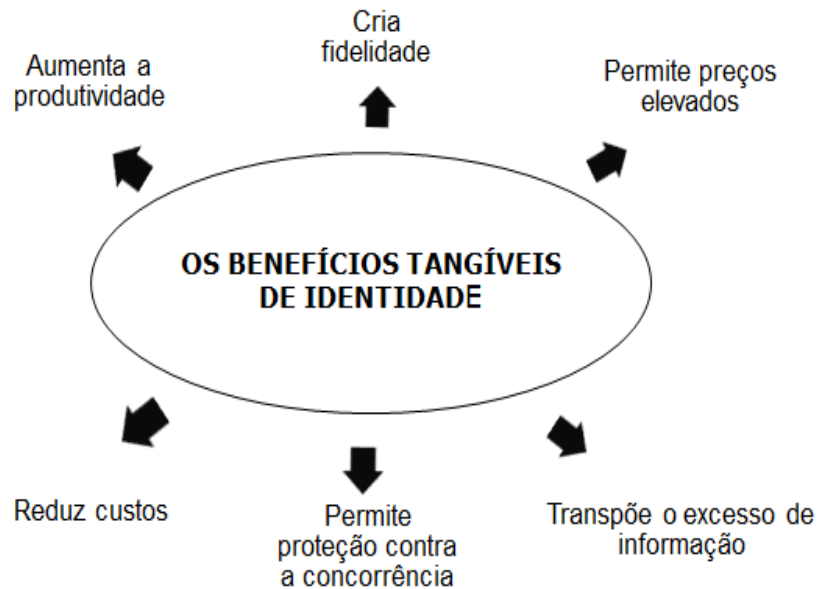 Cria
fidelidade
Aumenta a
produtividade
Permite preços
elevados
OS BENEFÍCIOS TANGÍVEIS
DE IDENTIDADE
Reduz custos
Permite
proteção contra
a concorrência
Transpõe o excesso de
informação